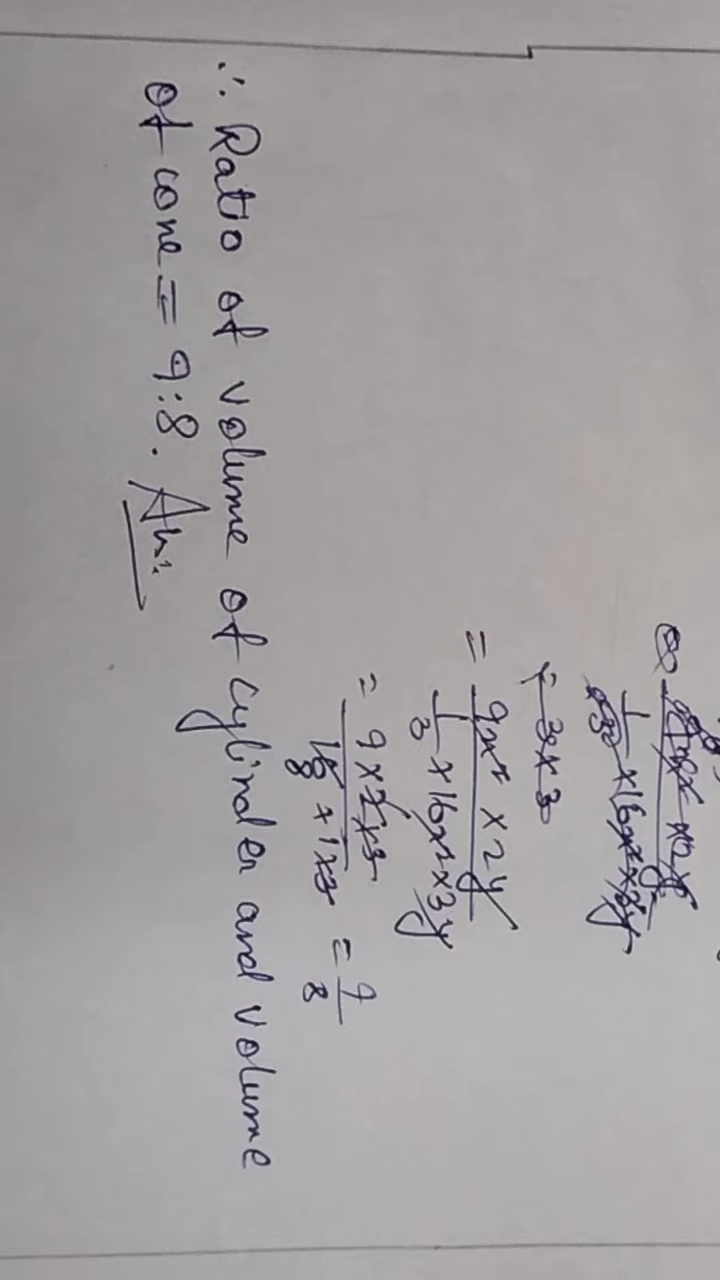 = 9x² × 2y
1/3 × 16x² × 3y
= 9 × 2 × 3
16 8 × 1 × 3
= 9/8
∴ Ratio of volume of cylinder and volume
of cone = 9:8. Ans